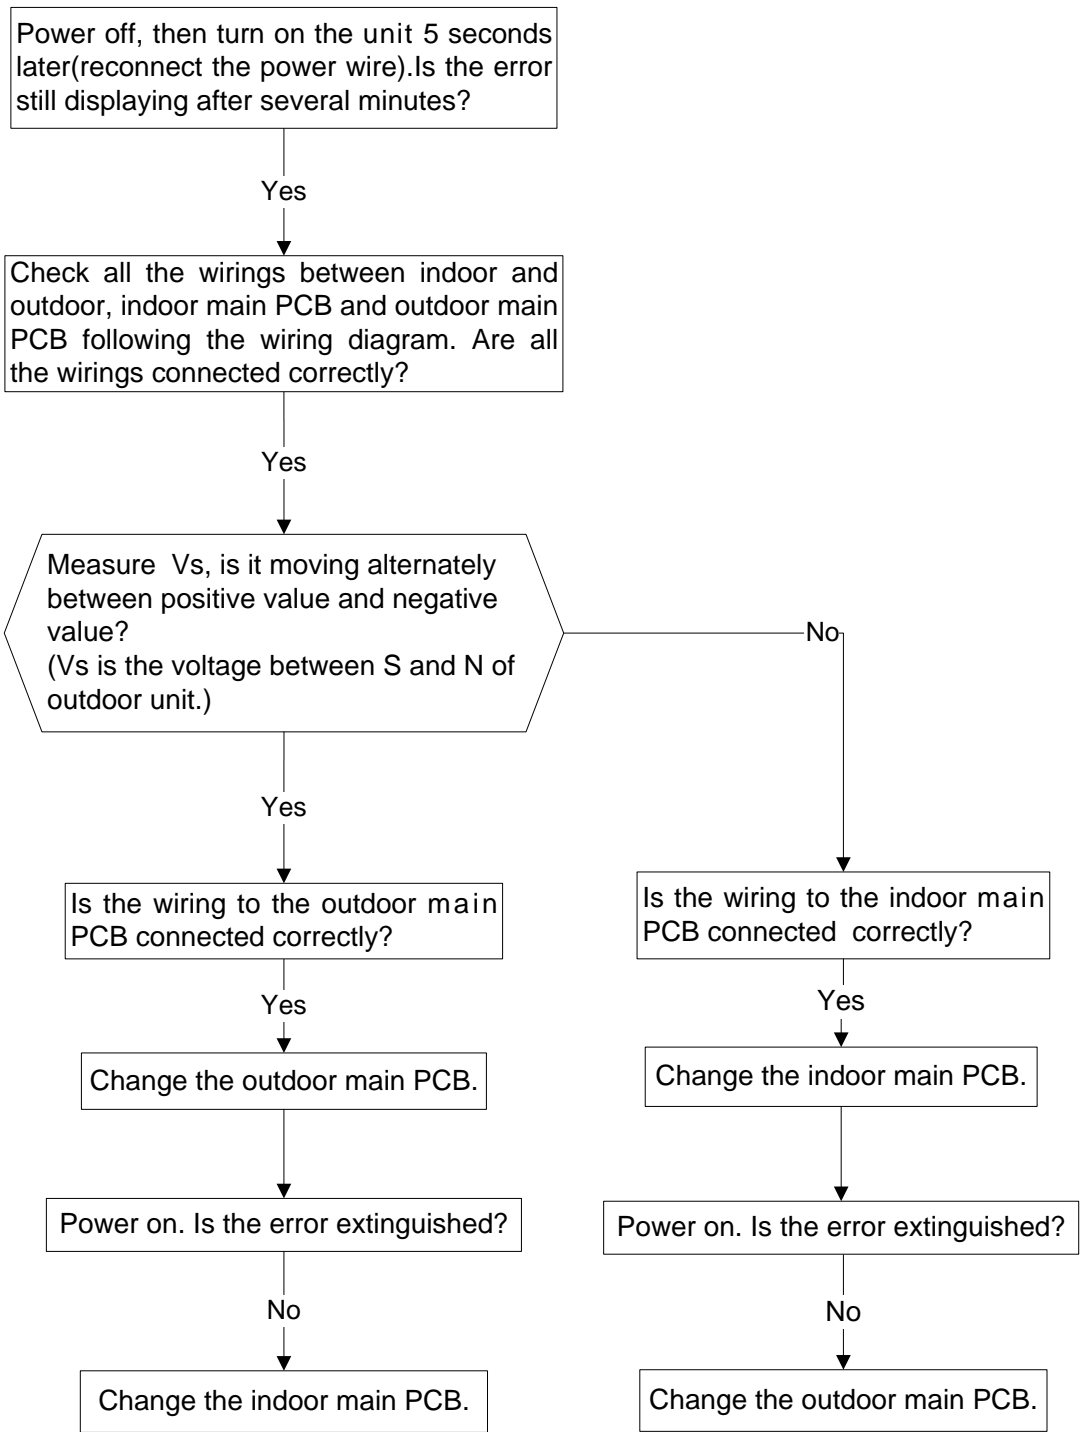 Power off, then turn on the unit 5 seconds
later(reconnect the power wire).Is the error
still displaying after several minutes?
Yes
Check all the wirings between indoor and
outdoor, indoor main PCB and outdoor main
PCB following the wiring diagram. Are all
the wirings connected correctly?
Yes
Measure Vs, is it moving alternately
between positive value and negative
value?
(Vs is the voltage between S and N of
outdoor unit.)
No
Yes
Is the wiring to the outdoor main
PCB connected correctly?
Yes
Change the outdoor main PCB.
Power on. Is the error extinguished?
No
Change the indoor main PCB.
Is the wiring to the indoor main
PCB connected correctly?
Yes
Change the indoor main PCB.
Power on. Is the error extinguished?
No
Change the outdoor main PCB.